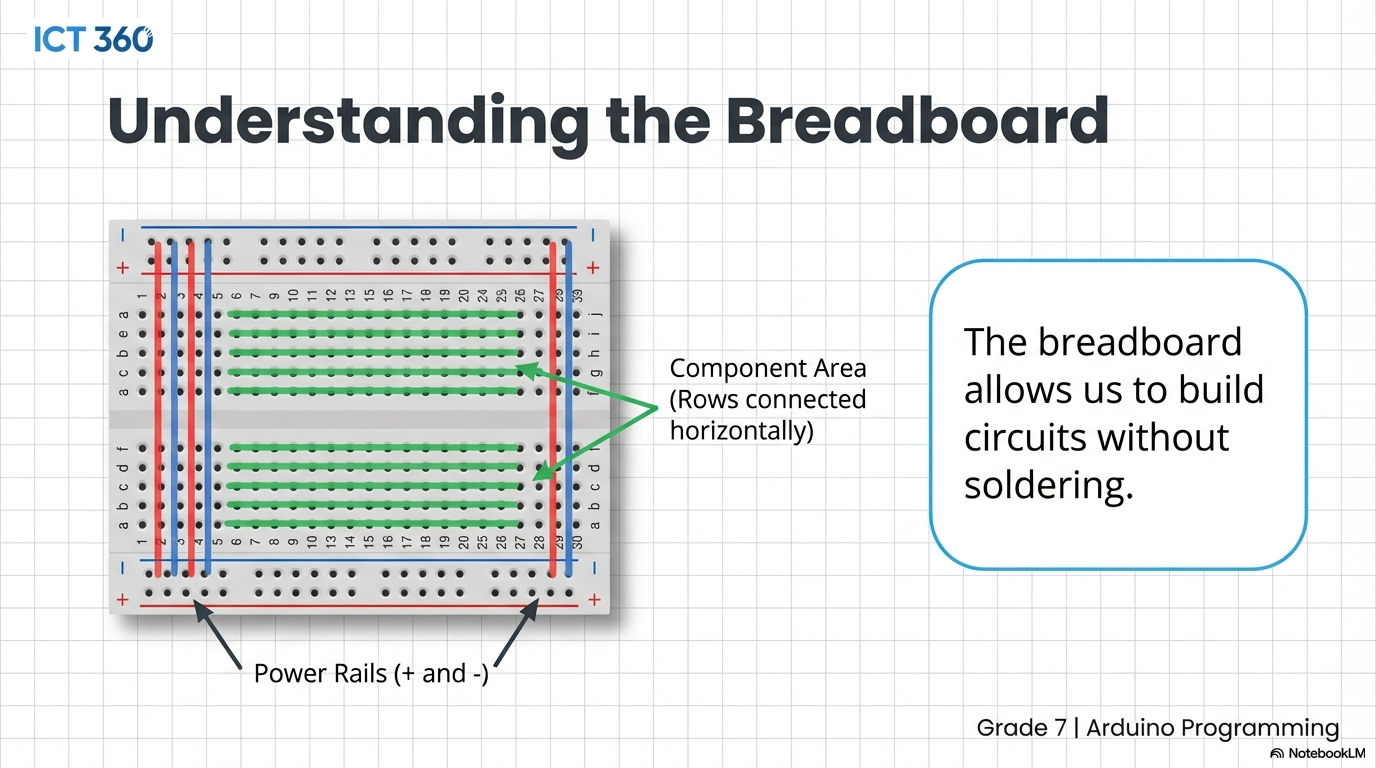 ICT 360
Understanding the Breadboard
Component Area
(Rows connected
horizontally)
The breadboard
allows us to build
circuits without
soldering.
Power Rails (+ and -)
Grade 7 | Arduino Programming
NotebookLM